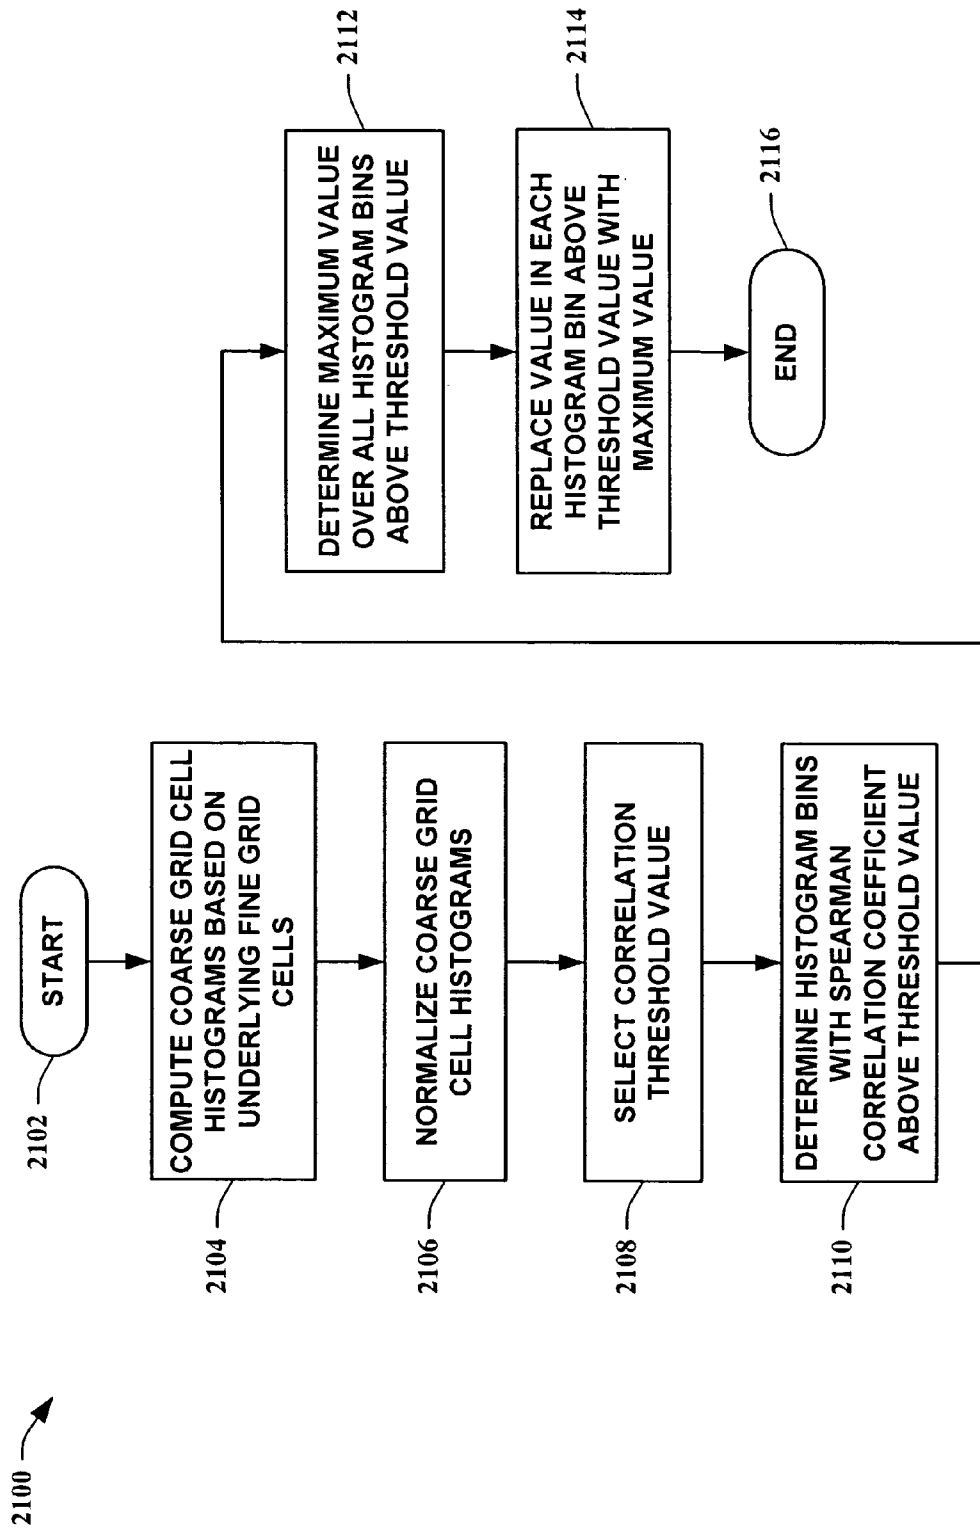 2100
2102
START
2104
COMPUTE COARSE GRID CELL
HISTOGRAMS BASED ON
UNDERLYING FINE GRID
CELLS
2106
NORMALIZE COARSE GRID
CELL HISTOGRAMS
2108
SELECT CORRELATION
THRESHOLD VALUE
2110
DETERMINE HISTOGRAM BINS
WITH SPEARMAN
CORRELATION COEFFICIENT
ABOVE THRESHOLD VALUE
2112
DETERMINE MAXIMUM VALUE
OVER ALL HISTOGRAM BINS
ABOVE THRESHOLD VALUE
2114
REPLACE VALUE IN EACH
HISTOGRAM BIN ABOVE
THRESHOLD VALUE WITH
MAXIMUM VALUE
2116
END